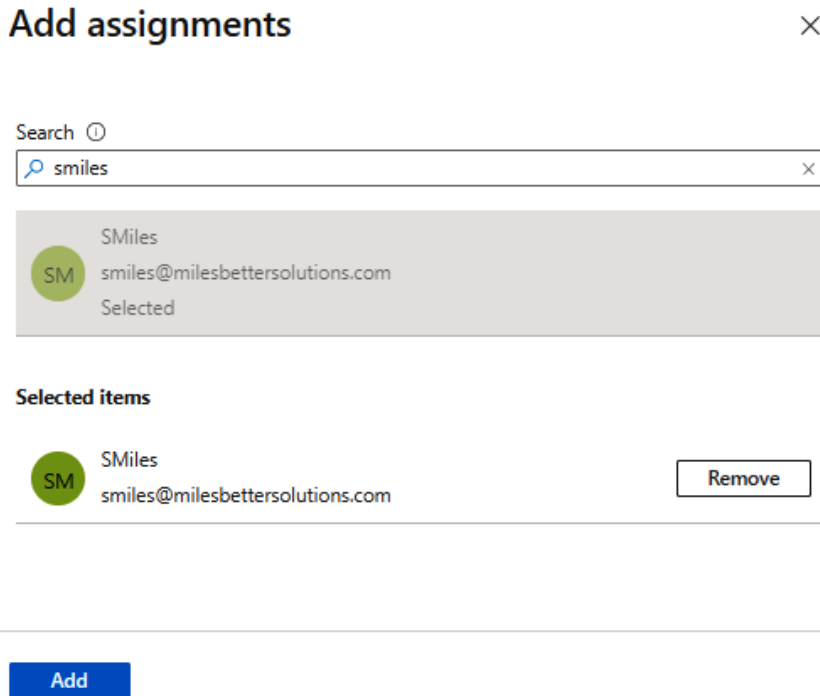 Add assignments
Search
smiles
SMiles
SM
smiles@milesbettersolutions.com
Selected
Selected items
SMiles
SM
smiles@milesbettersolutions.com
Remove
Add